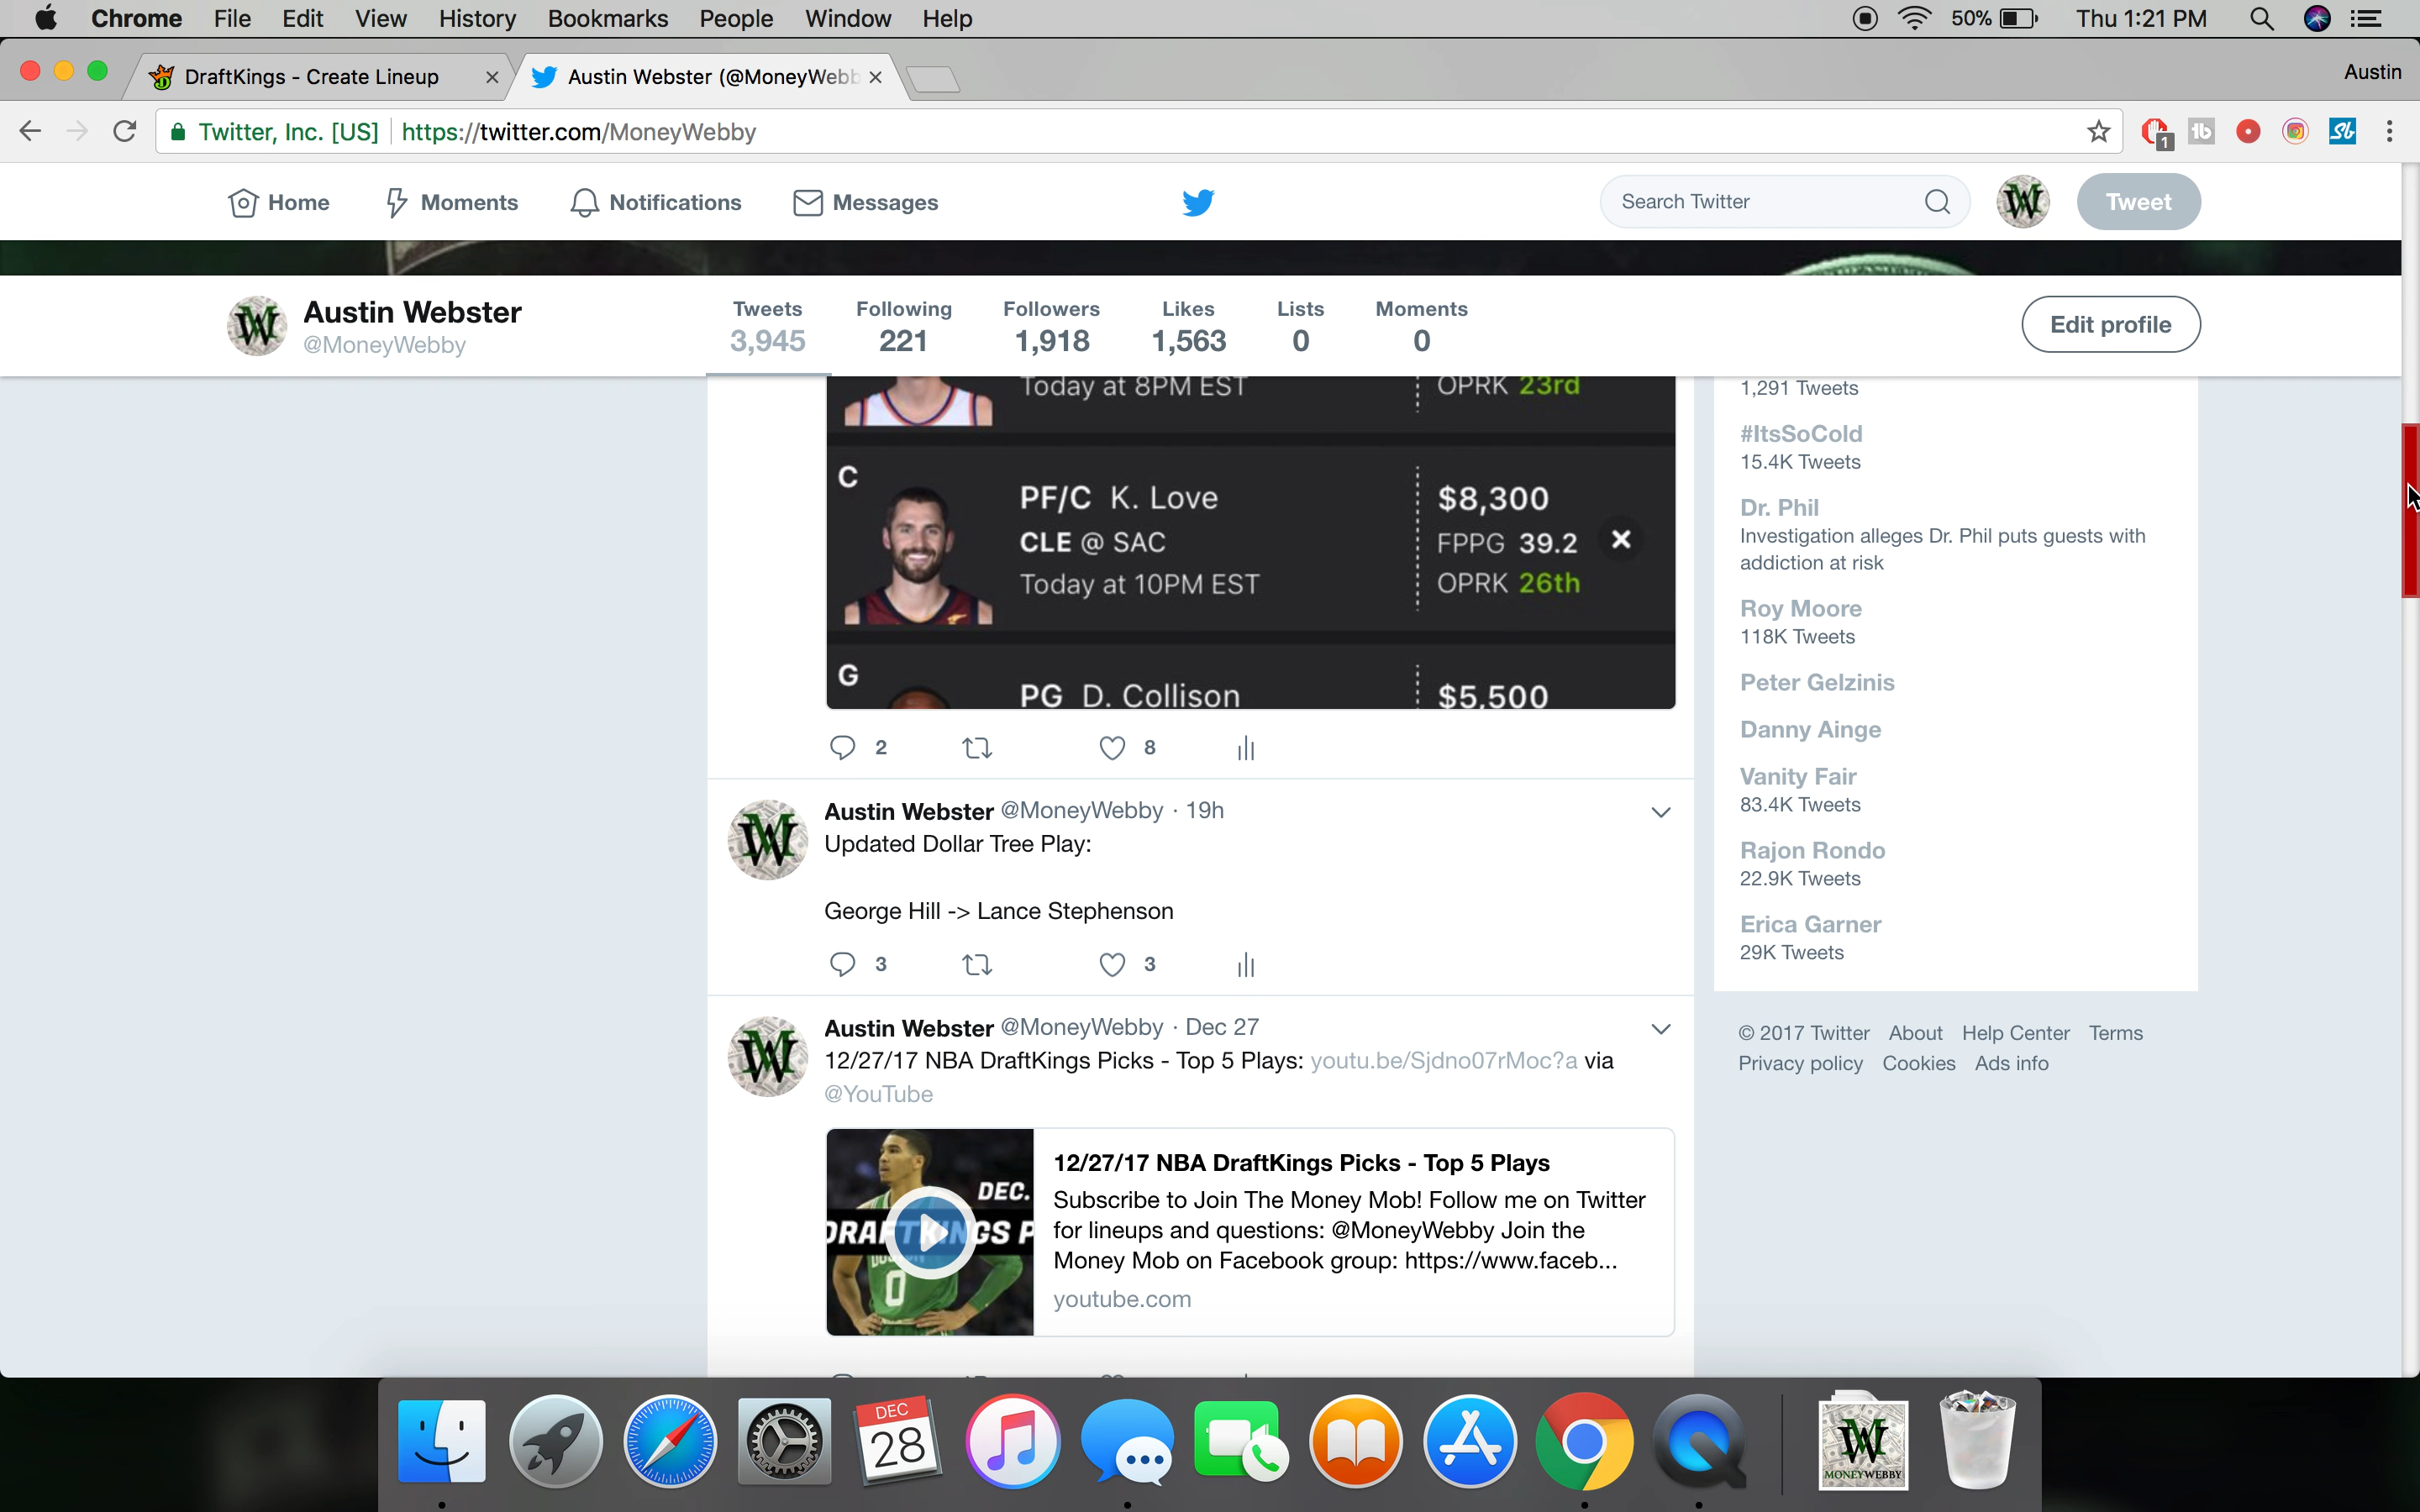 Chrome File Edit View History Bookmarks People Window Help 50% Thu 1:21 PM
DraftKings - Create Lineup Austin Webster (@MoneyWebb Austin
Twitter, Inc. [US] https://twitter.com/MoneyWebby 1 tb Sb
Home Moments Notifications Messages Search Twitter Tweet
Austin Webster
@MoneyWebby
Tweets Following Followers Likes Lists Moments
3,945 221 1,918 1,563 0 0
Edit profile
Today at 8PM EST OPRK 23rd
C
PF/C K. Love $8,300
CLE @ SAC FPPG 39.2
Today at 10PM EST OPRK 26th
G
PG D. Collison $5,500
2 8
Austin Webster @MoneyWebby · 19h
Updated Dollar Tree Play:
George Hill -> Lance Stephenson
3 3
Austin Webster @MoneyWebby · Dec 27
12/27/17 NBA DraftKings Picks - Top 5 Plays: youtu.be/Sjdno07rMoc?a via
@YouTube
DEC.
DRAFTKINGS P
0
12/27/17 NBA DraftKings Picks - Top 5 Plays
Subscribe to Join The Money Mob! Follow me on Twitter
for lineups and questions: @MoneyWebby Join the
Money Mob on Facebook group: https://www.faceb...
youtube.com
1,291 Tweets
#ItsSoCold
15.4K Tweets
Dr. Phil
Investigation alleges Dr. Phil puts guests with
addiction at risk
Roy Moore
118K Tweets
Peter Gelzinis
Danny Ainge
Vanity Fair
83.4K Tweets
Rajon Rondo
22.9K Tweets
Erica Garner
29K Tweets
© 2017 Twitter About Help Center Terms
Privacy policy Cookies Ads info
DEC
28
MONEYWEBBY